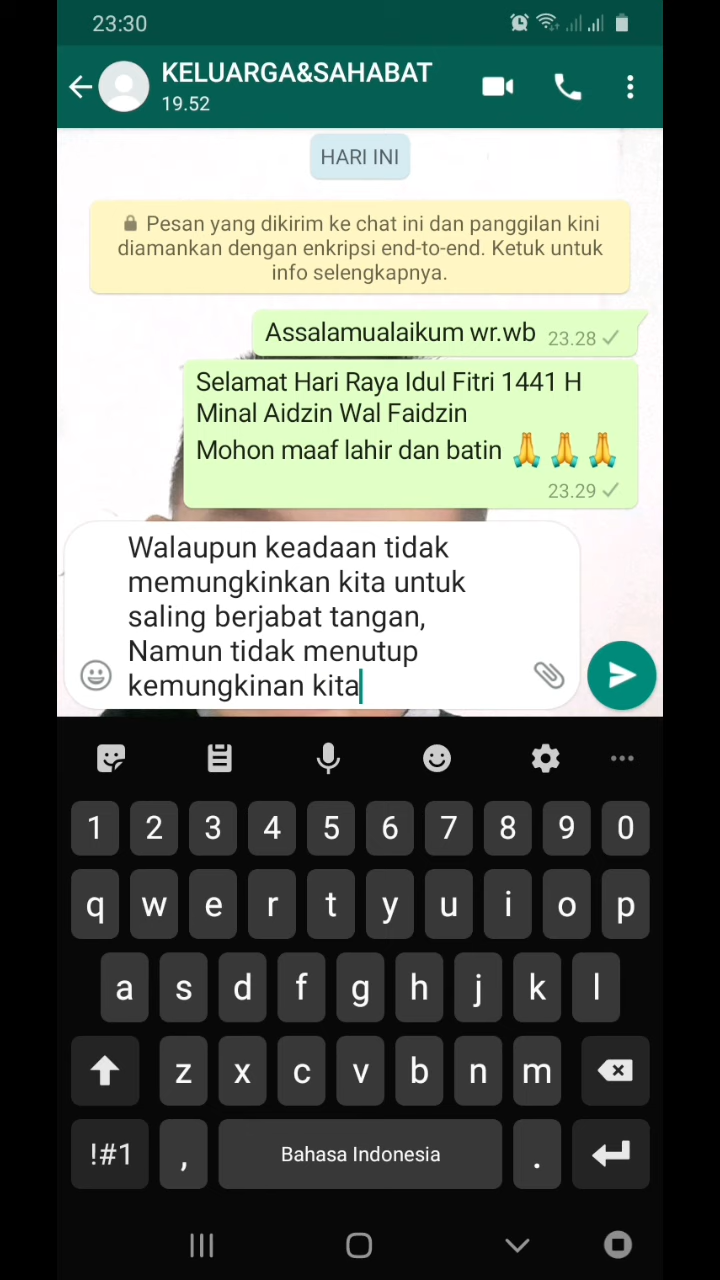 23:30
KELUARGA&SAHABAT
19.52
HARI INI
Pesan yang dikirim ke chat ini dan panggilan kini
diamankan dengan enkripsi end-to-end. Ketuk untuk
info selengkapnya.
Assalamualaikum wr.wb 23.28
Selamat Hari Raya Idul Fitri 1441 H
Minal Aidzin Wal Faidzin
Mohon maaf lahir dan batin 🙏🙏🙏
23.29
Walaupun keadaan tidak
memungkinkan kita untuk
saling berjabat tangan,
Namun tidak menutup
kemungkinan kita
1 2 3 4 5 6 7 8 9 0
q w e r t y u i o p
a s d f g h j k l
z x c v b n m
!#1 , Bahasa Indonesia .